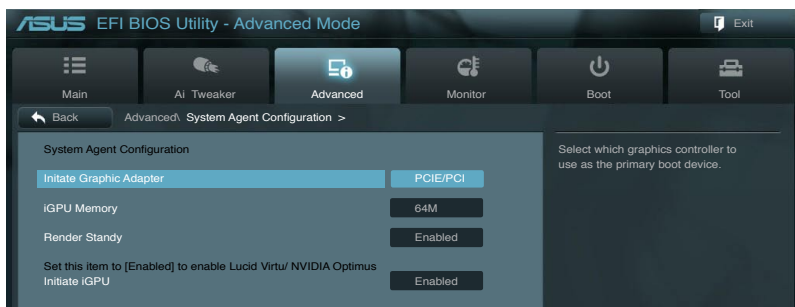 ASUS EFI BIOS Utility - Advanced Mode
Exit
Main
Ai Tweaker
Advanced
Monitor
Boot
Tool
Back
Advanced\ System Agent Configuration >
System Agent Configuration
Initate Graphic Adapter PCIE/PCI
iGPU Memory 64M
Render Standy Enabled
Set this item to [Enabled] to enable Lucid Virtu/ NVIDIA Optimus
Initiate iGPU Enabled
Select which graphics controller to
use as the primary boot device.